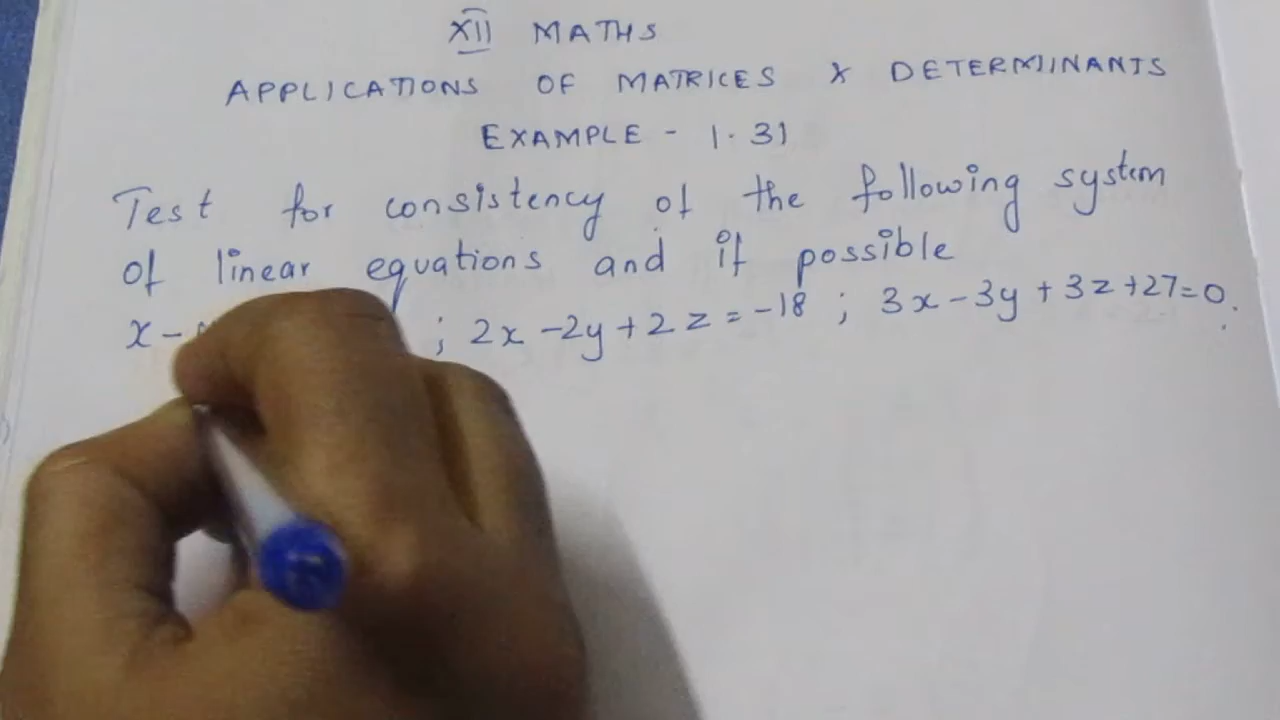 XII MATHS
APPLICATIONS OF MATRICES & DETERMINANTS
EXAMPLE - 1.31
Test for consistency of the following system
of linear equations and if possible
x - ; 2x - 2y + 2z = -18 ; 3x - 3y + 3z + 27 = 0.